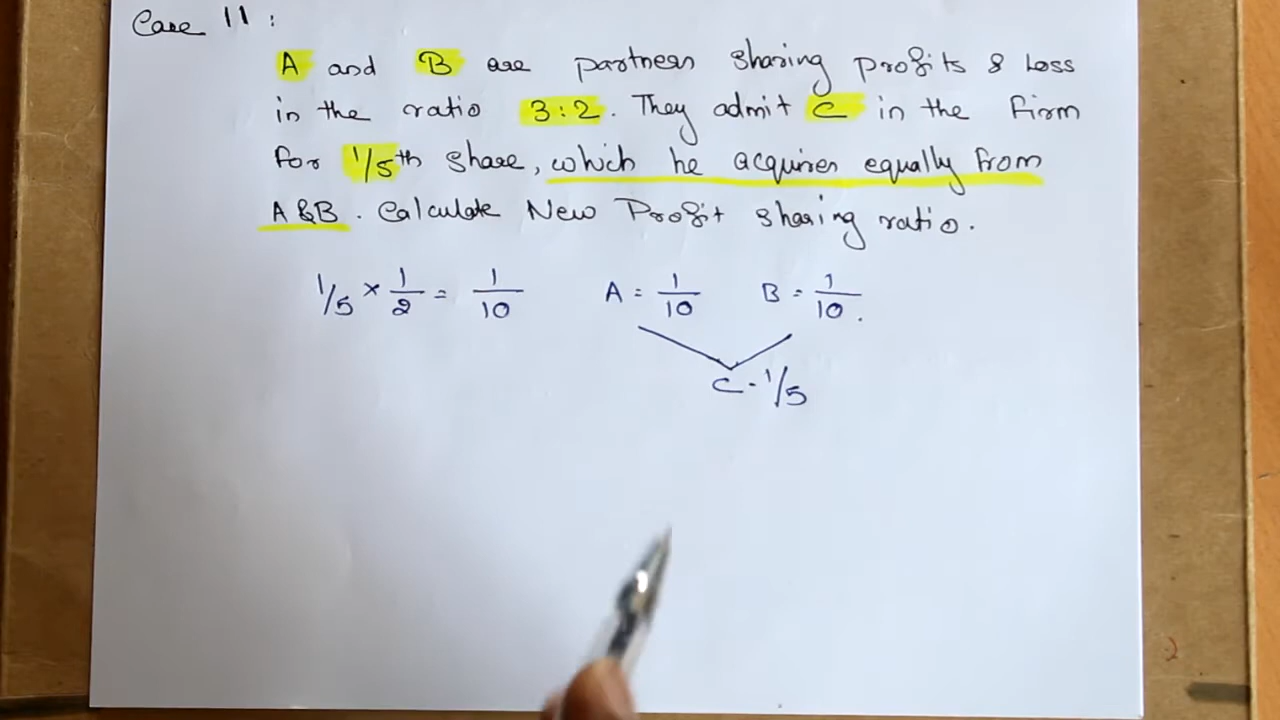 Case 11 :
A and B are partners sharing profits & Loss
in the ratio 3:2. They admit C in the firm
for 1/5th share, which he acquires equally from
A&B. Calculate New Profit sharing ratio.
1/5 × 1/2 = 1/10 A = 1/10 B = 1/10.
C - 1/5